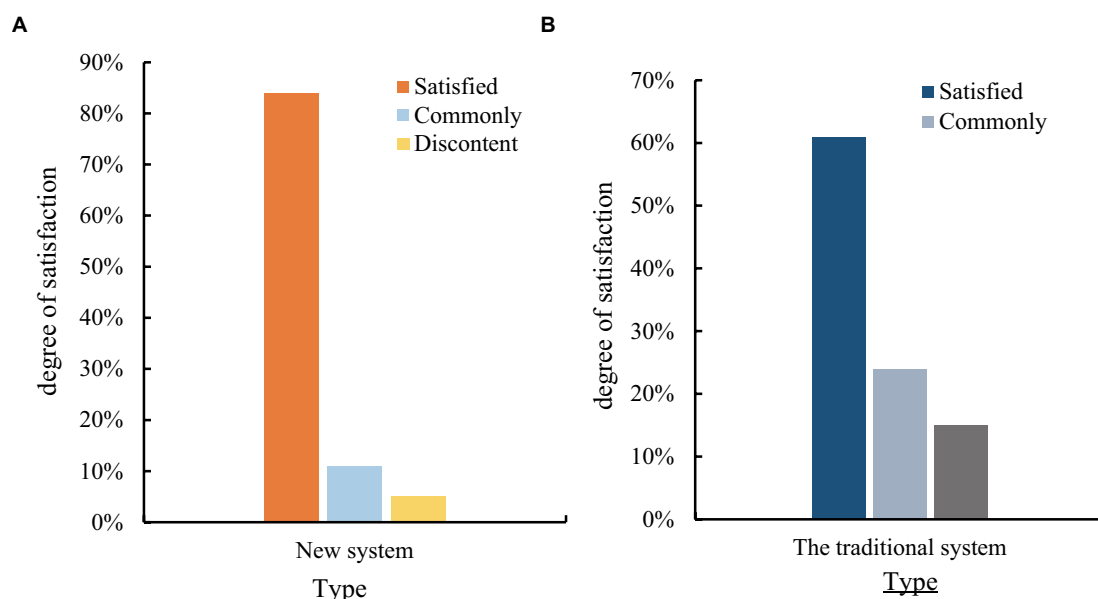 A
90%
80%
70%
60%
50%
40%
30%
20%
10%
0%
degree of satisfaction
Satisfied
Commonly
Discontent
New system
Type
B
70%
60%
50%
40%
30%
20%
10%
0%
degree of satisfaction
Satisfied
Commonly
The traditional system
Type